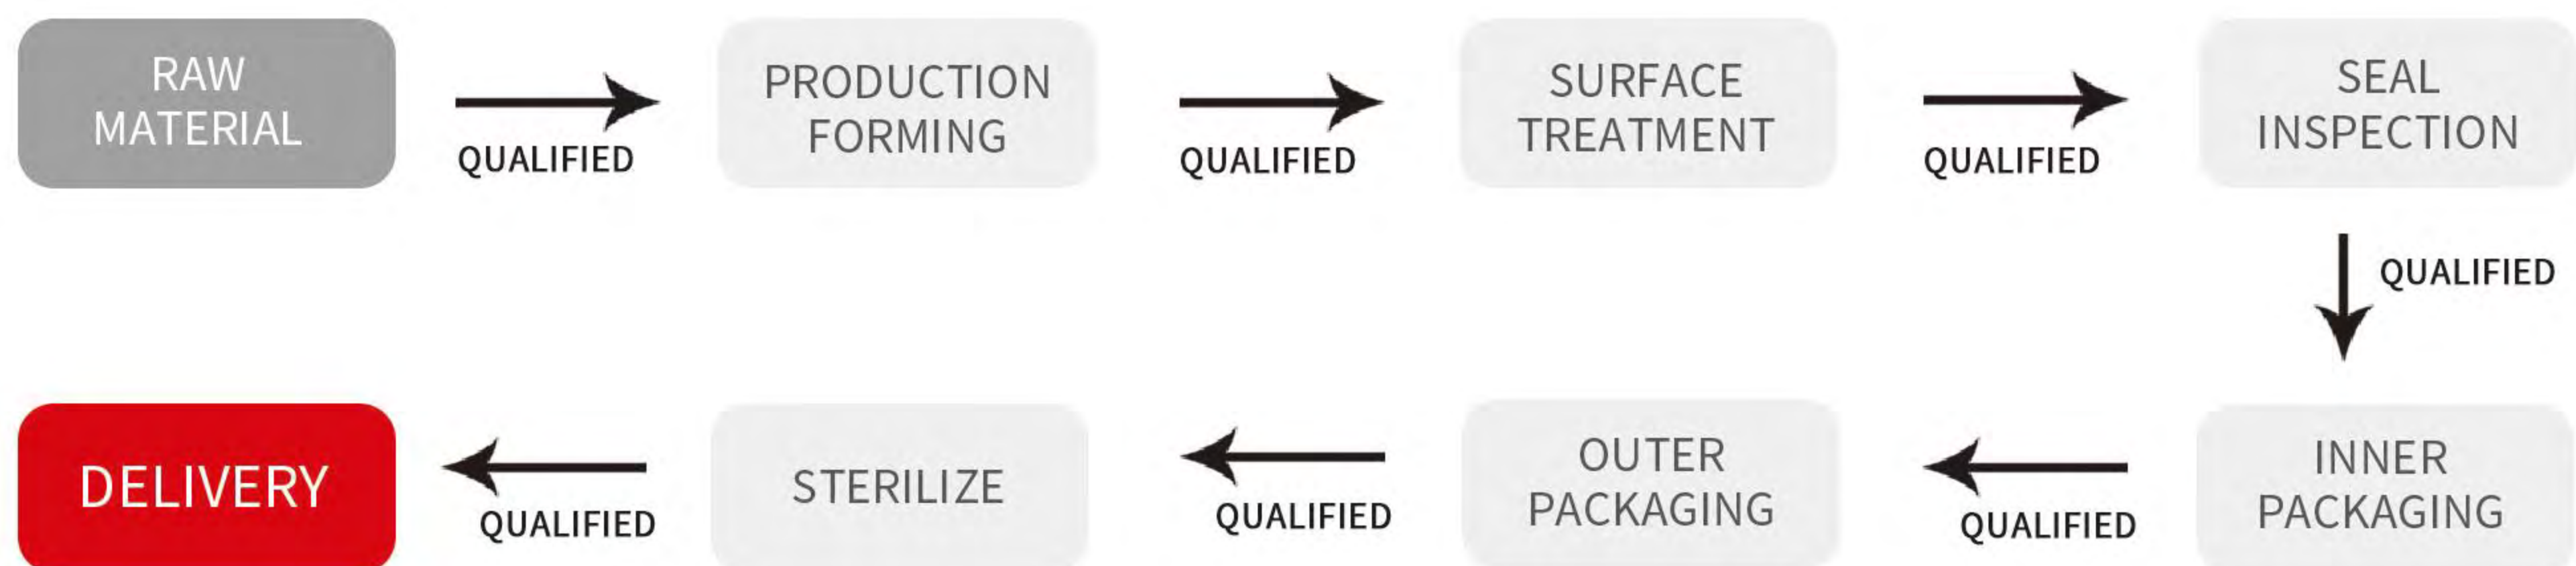 RAW
MATERIAL
QUALIFIED
PRODUCTION
FORMING
QUALIFIED
SURFACE
TREATMENT
QUALIFIED
SEAL
INSPECTION
QUALIFIED
INNER
PACKAGING
QUALIFIED
OUTER
PACKAGING
QUALIFIED
STERILIZE
QUALIFIED
DELIVERY